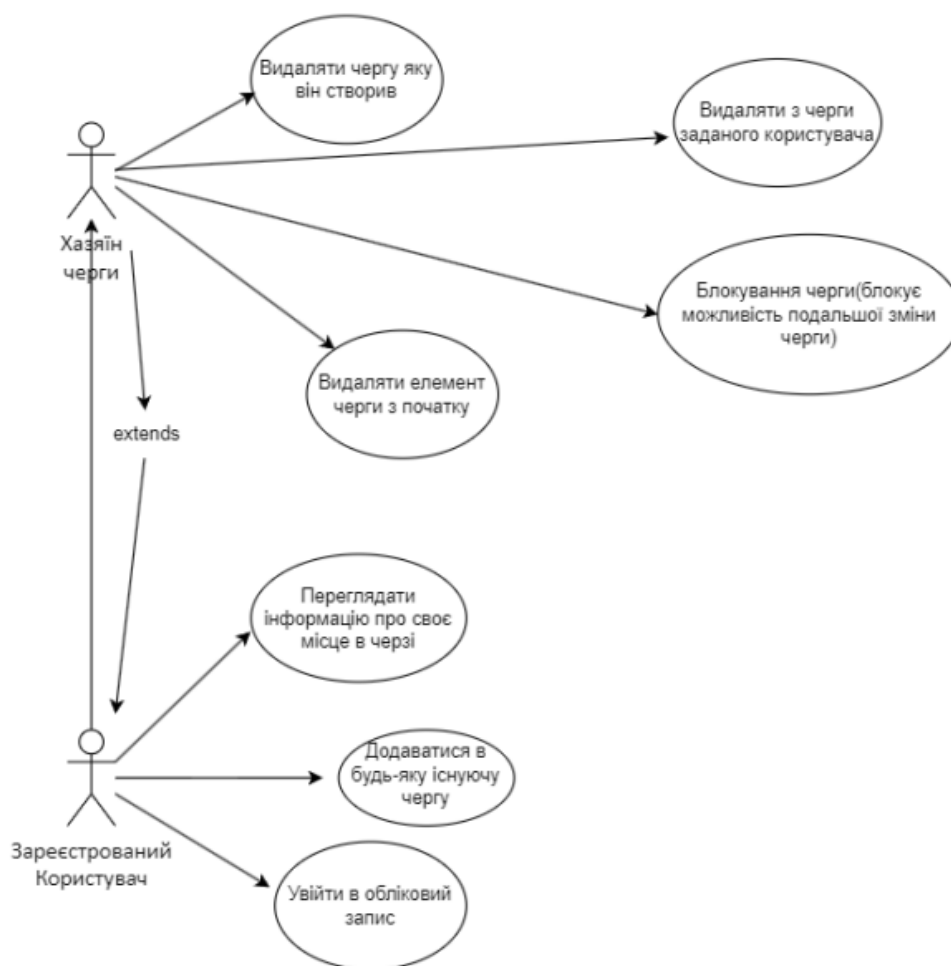 Видаляти чергу яку
він створив
Видаляти з черги
заданого користувача
Хазяїн
черги
Блокування черги(блокує
можливість подальшої зміни
черги)
Видаляти елемент
черги з початку
extends
Переглядати
інформацію про своє
місце в черзі
Додаватися в
будь-яку існуючу
чергу
Зареєстрований
Користувач
Увійти в обліковий
запис